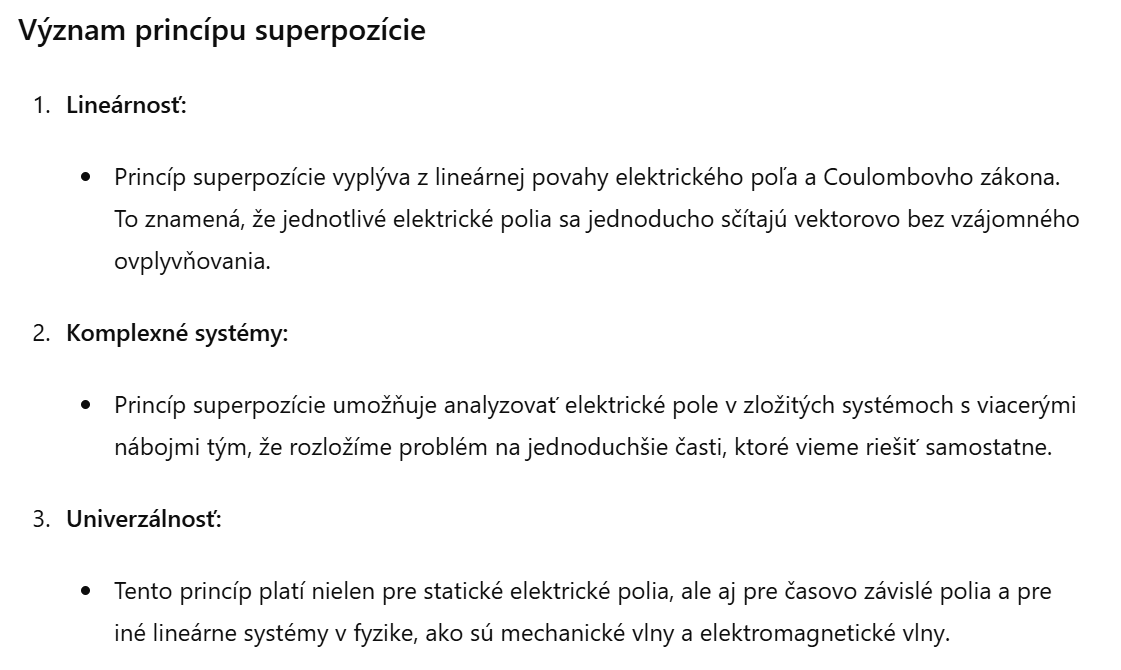 Význam princípu superpozície
1. Lineárnosť:
• Princíp superpozície vyplýva z lineárnej povahy elektrického poľa a Coulombovho zákona.
To znamená, že jednotlivé elektrické polia sa jednoducho sčítajú vektorovo bez vzájomného
ovplyvňovania.
2. Komplexné systémy:
• Princíp superpozície umožňuje analyzovať elektrické pole v zložitých systémoch s viacerými
nábojmi tým, že rozložíme problém na jednoduchšie časti, ktoré vieme riešiť samostatne.
3. Univerzálnosť:
• Tento princíp platí nielen pre statické elektrické polia, ale aj pre časovo závislé polia a pre
iné lineárne systémy v fyzike, ako sú mechanické vlny a elektromagnetické vlny.